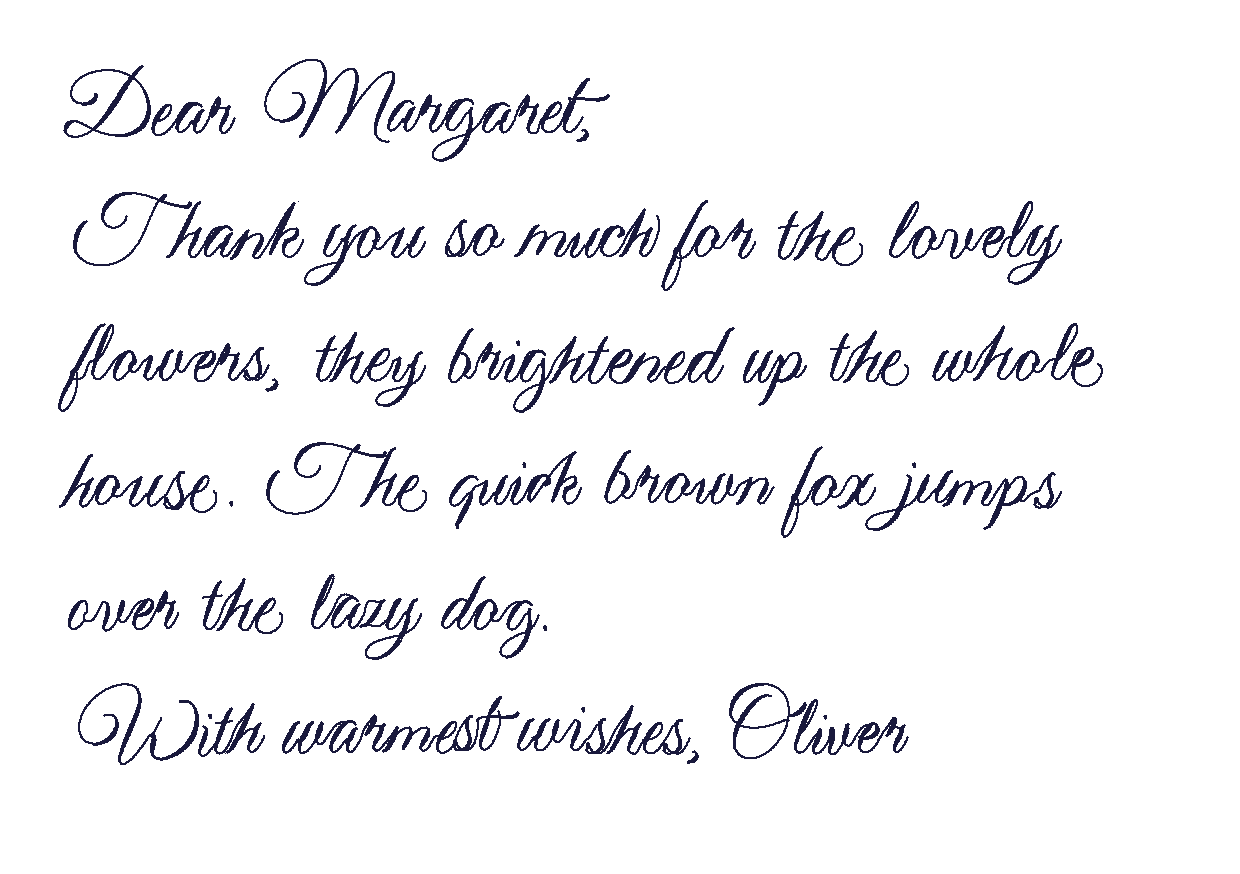 Dear Margaret,
Thank you so much for the lovely
flowers, they brightened up the whole
house. The quick brown fox jumps
over the lazy dog.
With warmest wishes, Oliver